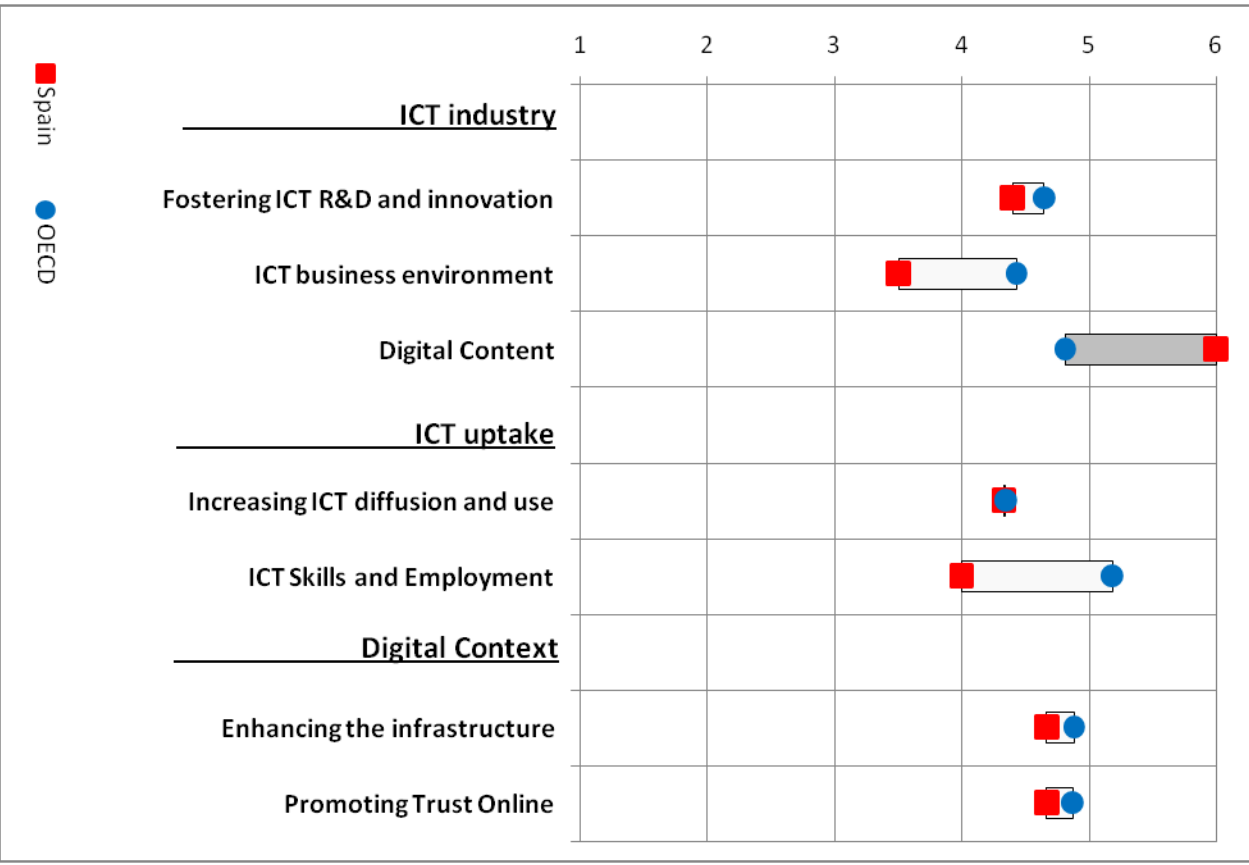 1 2 3 4 5 6
Spain
OECD
ICT industry
Fostering ICT R&D and innovation
ICT business environment
Digital Content
ICT uptake
Increasing ICT diffusion and use
ICT Skills and Employment
Digital Context
Enhancing the infrastructure
Promoting Trust Online